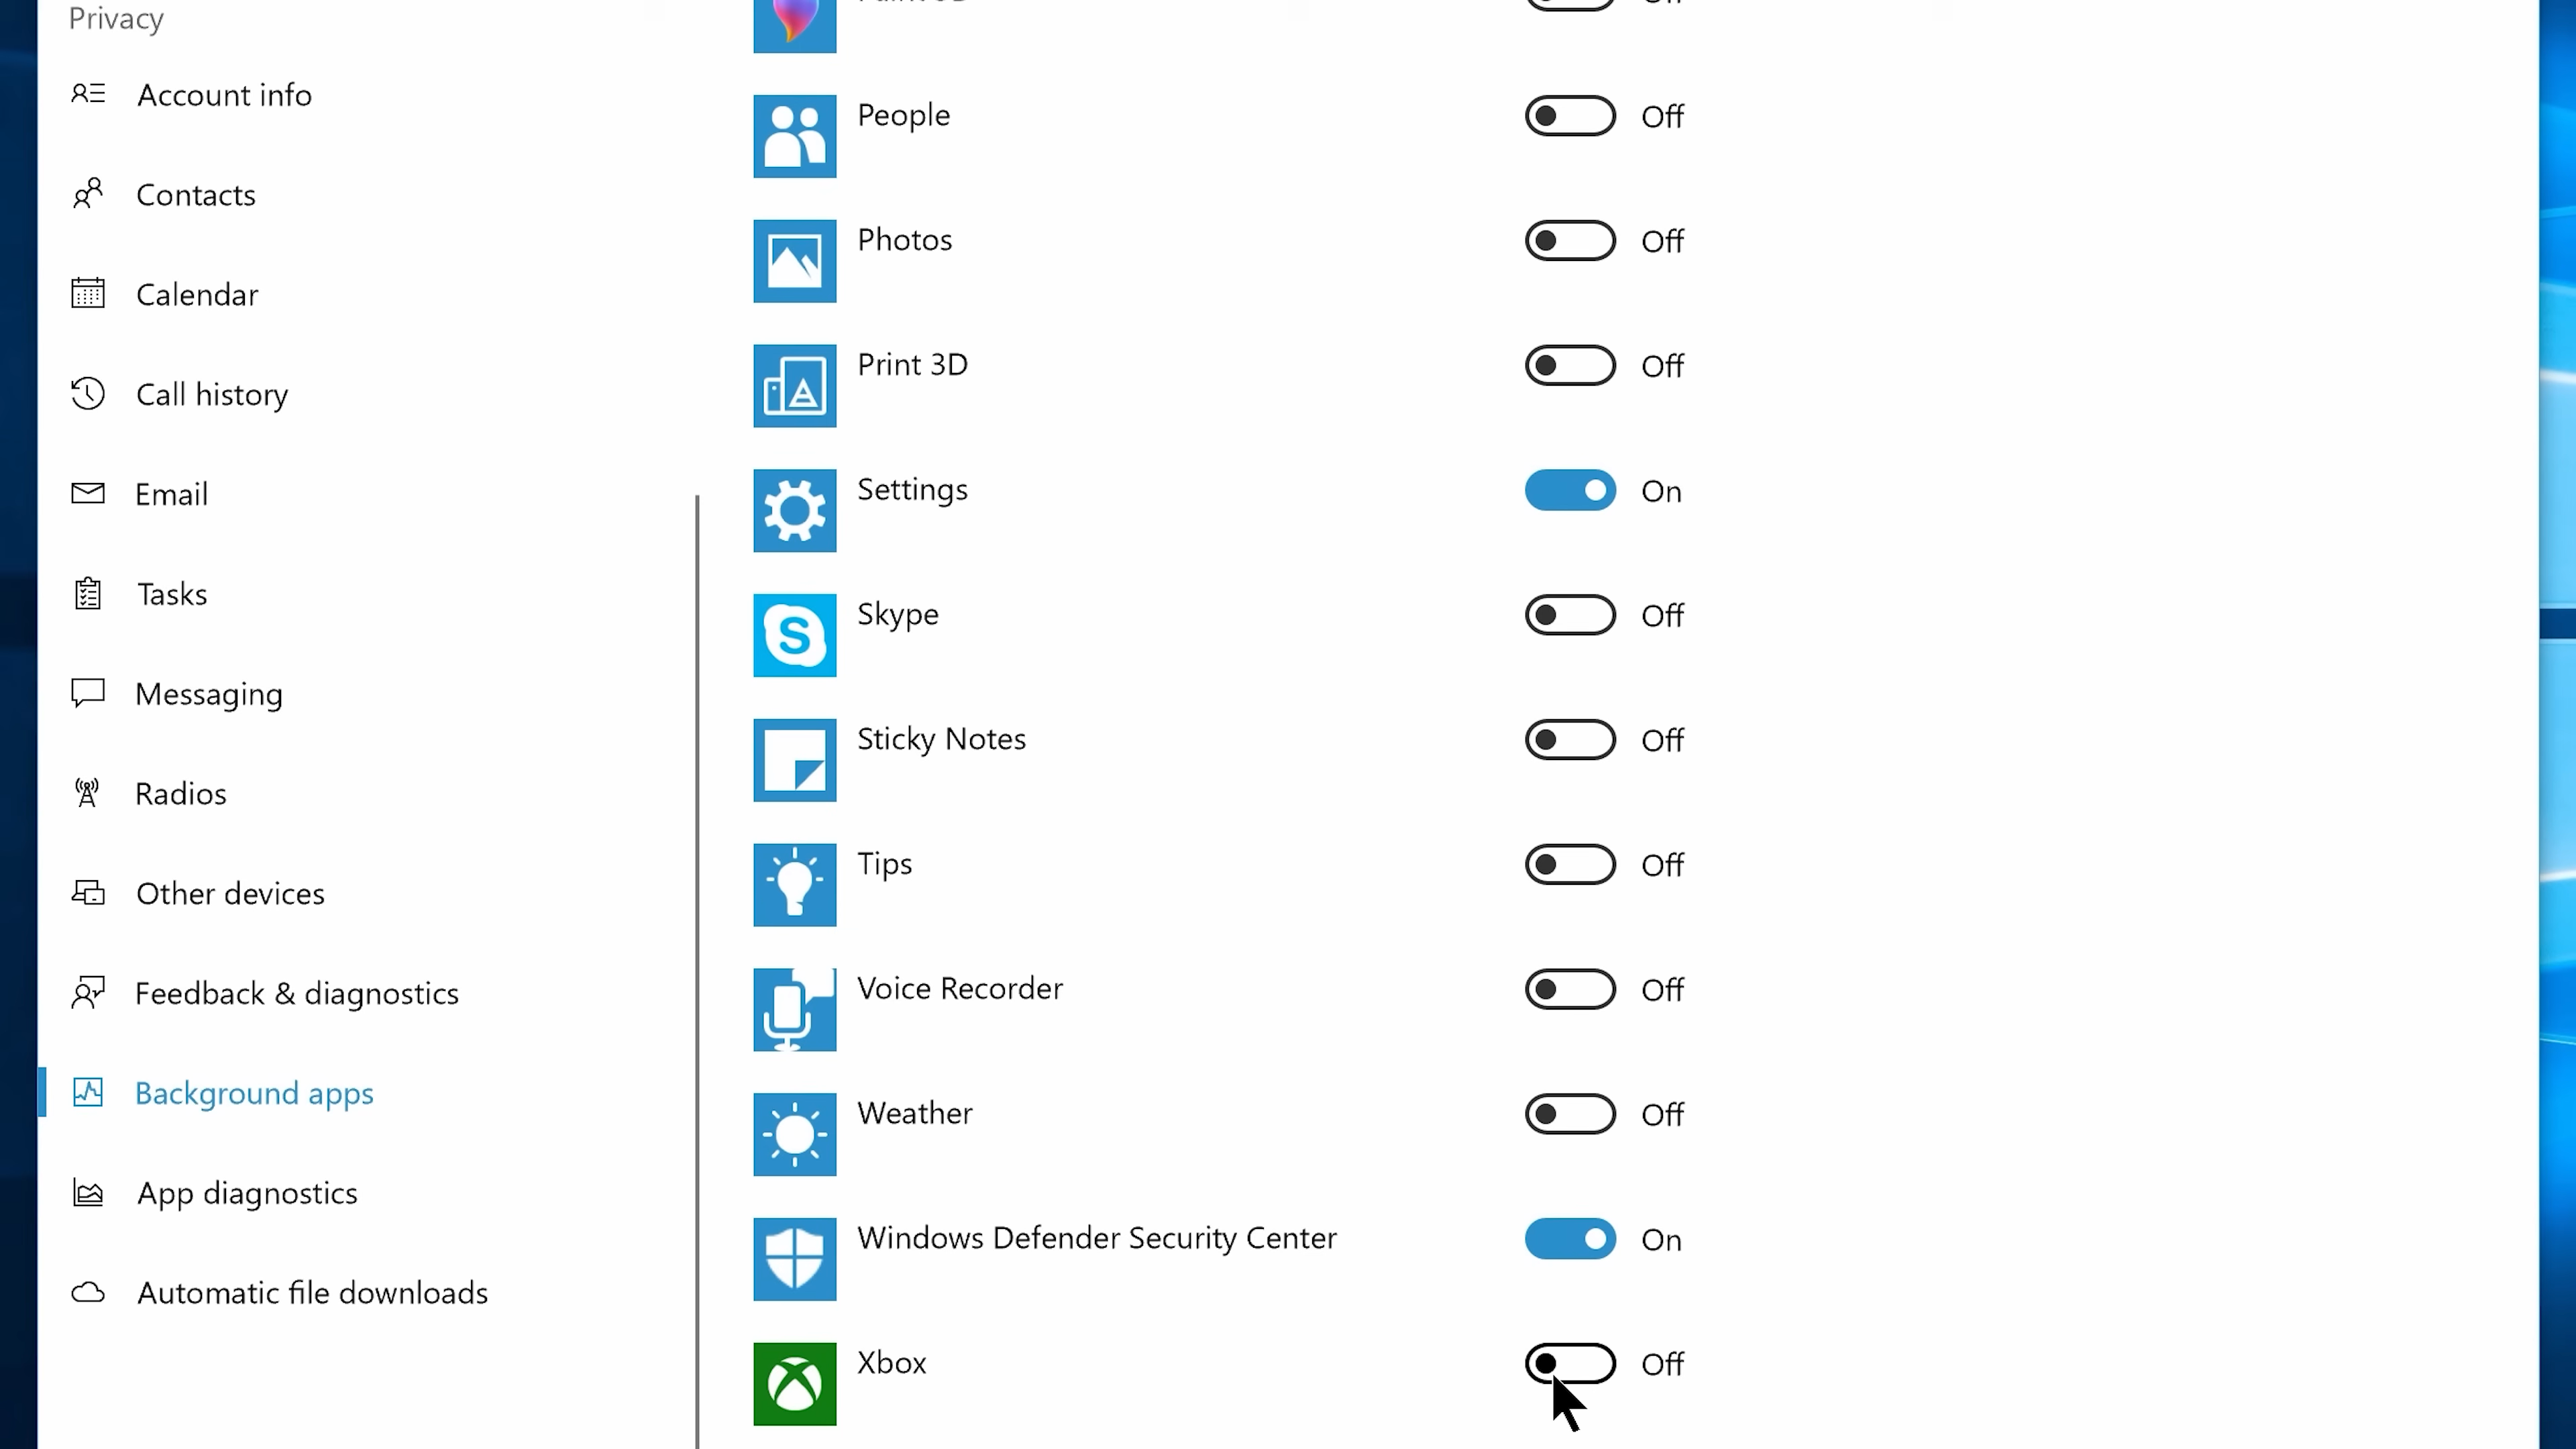 Privacy
Account info
Contacts
Calendar
Call history
Email
Tasks
Messaging
Radios
Other devices
Feedback & diagnostics
Background apps
App diagnostics
Automatic file downloads
People Off
Photos Off
Print 3D Off
Settings On
Skype Off
Sticky Notes Off
Tips Off
Voice Recorder Off
Weather Off
Windows Defender Security Center On
Xbox Off